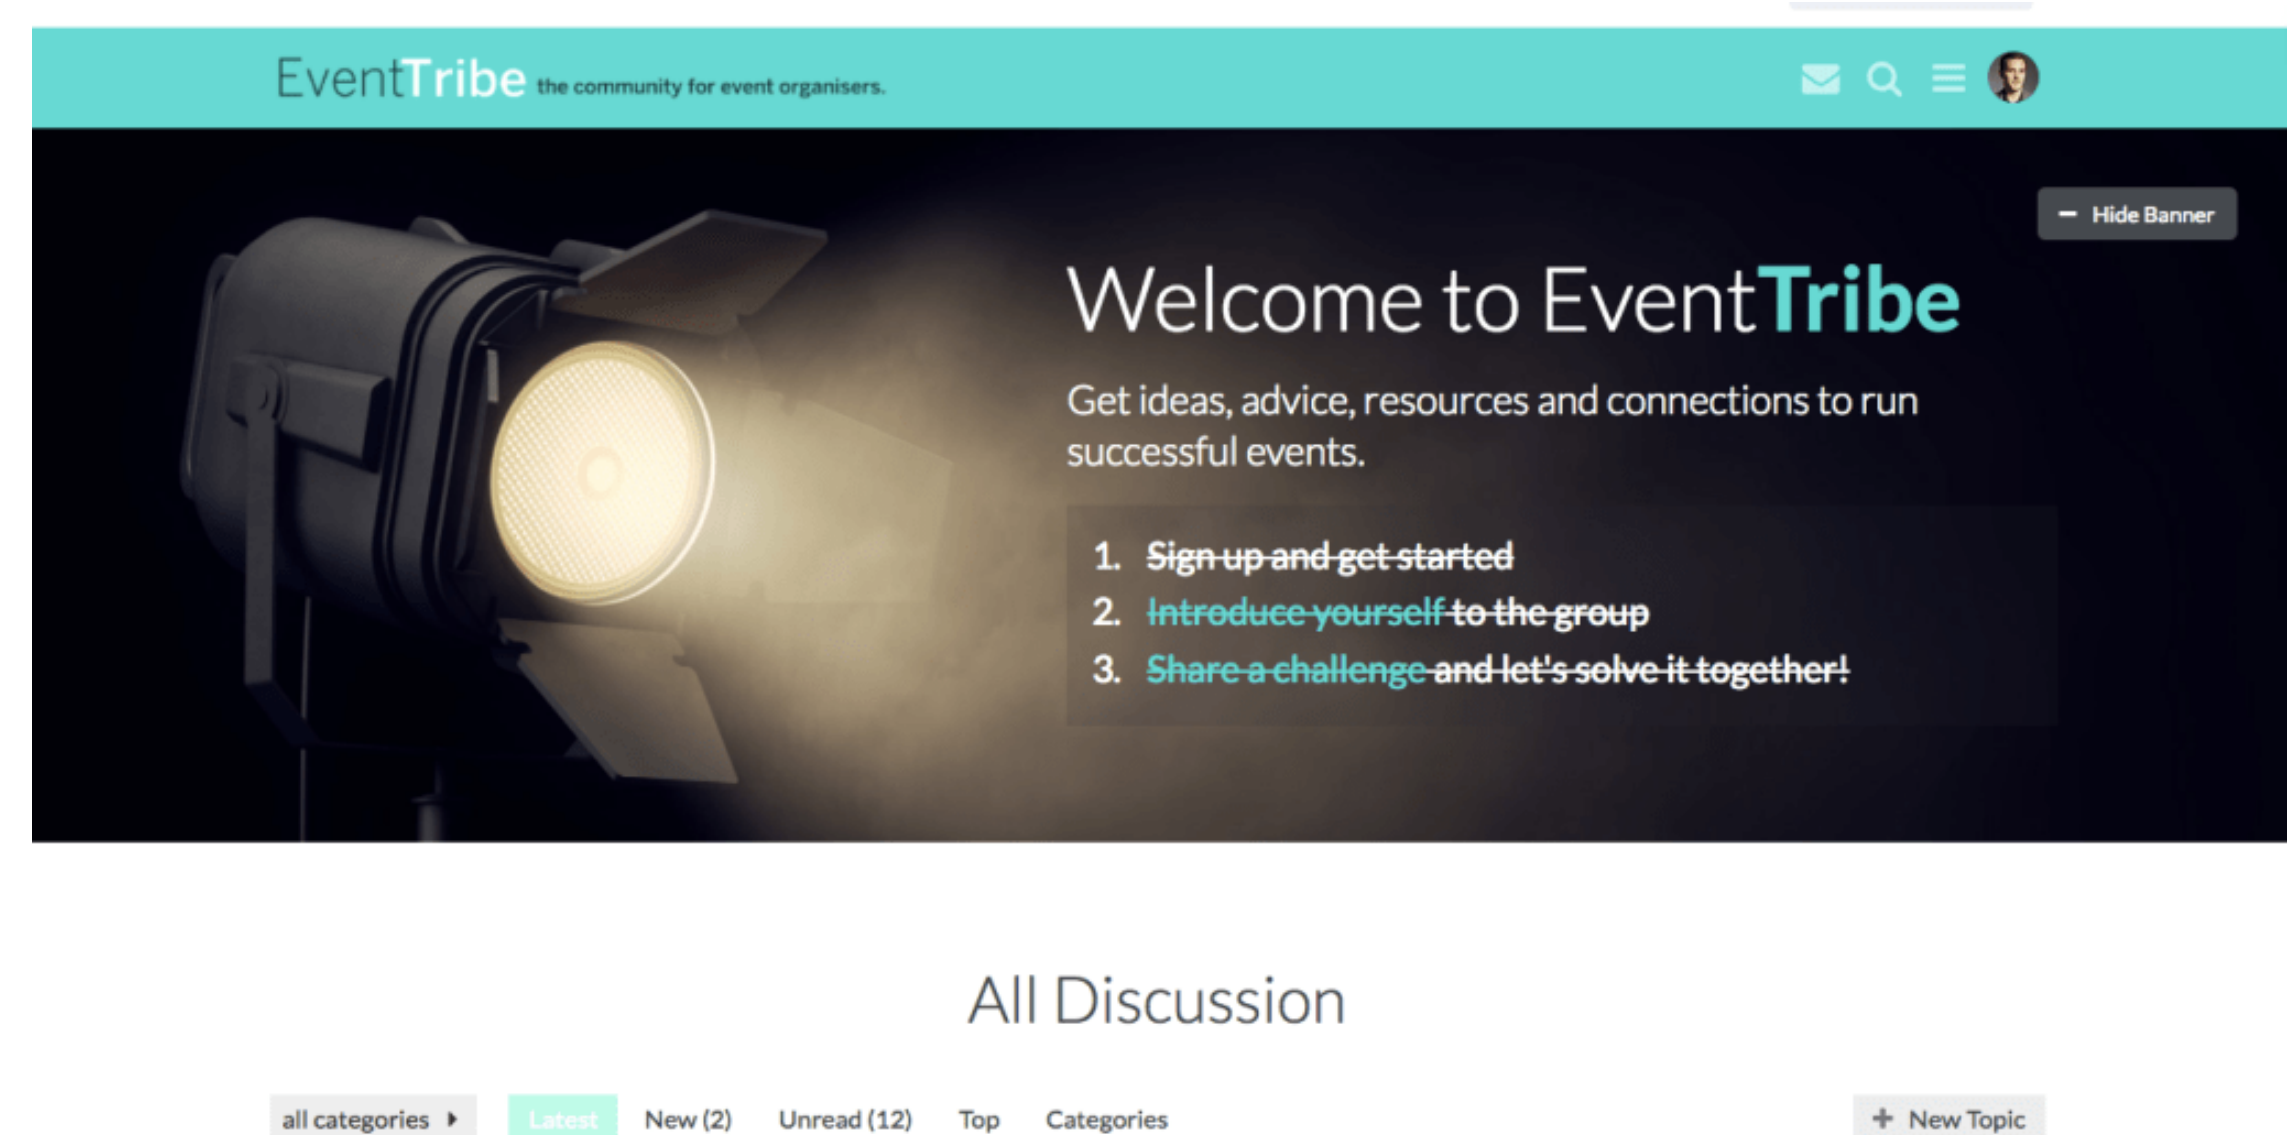 EventTribe the community for event organisers.
– Hide Banner
Welcome to EventTribe
Get ideas, advice, resources and connections to run
successful events.
1. Sign up and get started
2. Introduce yourself to the group
3. Share a challenge and let's solve it together!
All Discussion
all categories Latest New (2) Unread (12) Top Categories + New Topic